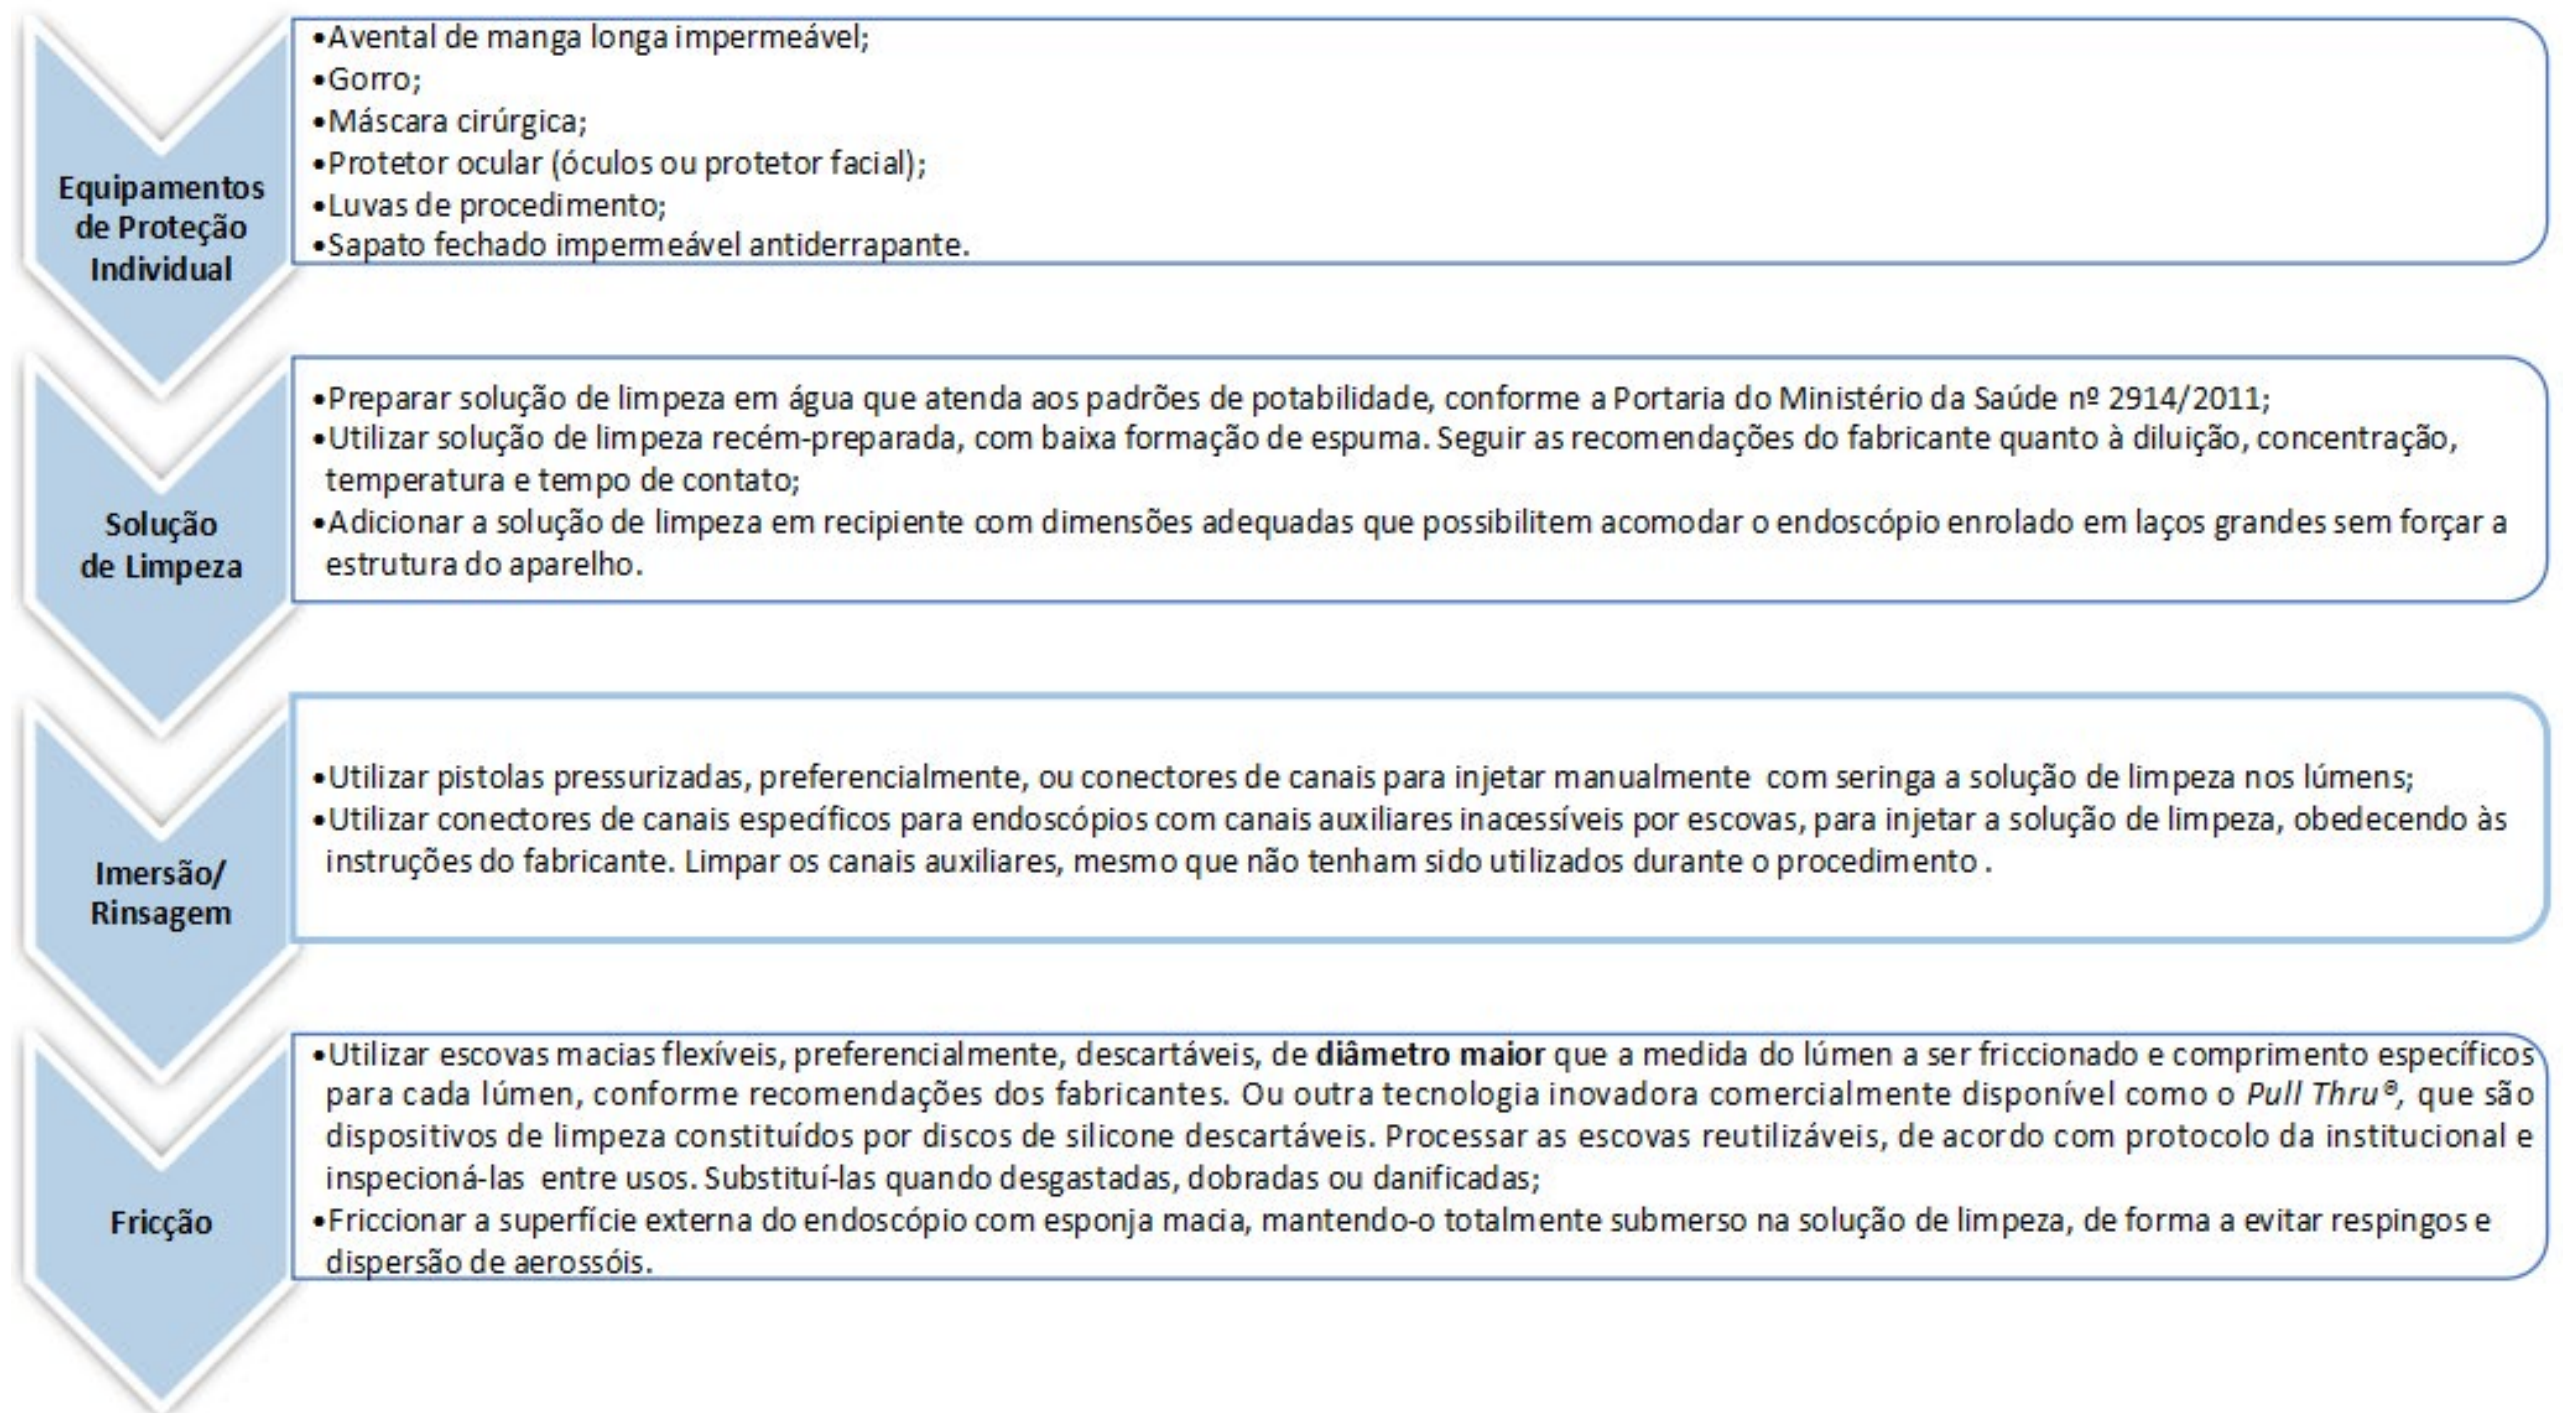 Equipamentos
de Proteção
Individual
•Avental de manga longa impermeável;
•Gorro;
•Máscara cirúrgica;
•Protetor ocular (óculos ou protetor facial);
•Luvas de procedimento;
•Sapato fechado impermeável antiderrapante.
Solução
de Limpeza
•Preparar solução de limpeza em água que atenda aos padrões de potabilidade, conforme a Portaria do Ministério da Saúde nº 2914/2011;
•Utilizar solução de limpeza recém-preparada, com baixa formação de espuma. Seguir as recomendações do fabricante quanto à diluição, concentração,
temperatura e tempo de contato;
•Adicionar a solução de limpeza em recipiente com dimensões adequadas que possibilitem acomodar o endoscópio enrolado em laços grandes sem forçar a
estrutura do aparelho.
Imersão/
Rinsagem
•Utilizar pistolas pressurizadas, preferencialmente, ou conectores de canais para injetar manualmente com seringa a solução de limpeza nos lúmens;
•Utilizar conectores de canais específicos para endoscópios com canais auxiliares inacessíveis por escovas, para injetar a solução de limpeza, obedecendo às
instruções do fabricante. Limpar os canais auxiliares, mesmo que não tenham sido utilizados durante o procedimento .
Fricção
•Utilizar escovas macias flexíveis, preferencialmente, descartáveis, de diâmetro maior que a medida do lúmen a ser friccionado e comprimento específicos
para cada lúmen, conforme recomendações dos fabricantes. Ou outra tecnologia inovadora comercialmente disponível como o Pull Thru®, que são
dispositivos de limpeza constituídos por discos de silicone descartáveis. Processar as escovas reutilizáveis, de acordo com protocolo da institucional e
inspecioná-las entre usos. Substituí-las quando desgastadas, dobradas ou danificadas;
•Friccionar a superfície externa do endoscópio com esponja macia, mantendo-o totalmente submerso na solução de limpeza, de forma a evitar respingos e
dispersão de aerossóis.